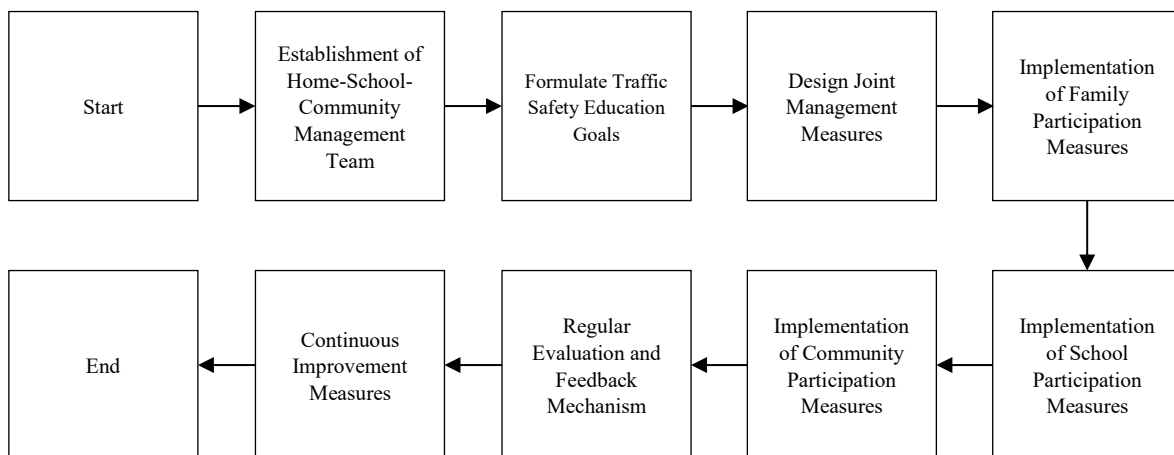 Start
Establishment of
Home-School-
Community
Management
Team
Formulate Traffic
Safety Education
Goals
Design Joint
Management
Measures
Implementation
of Family
Participation
Measures
Implementation
of School
Participation
Measures
Implementation
of Community
Participation
Measures
Regular
Evaluation and
Feedback
Mechanism
Continuous
Improvement
Measures
End